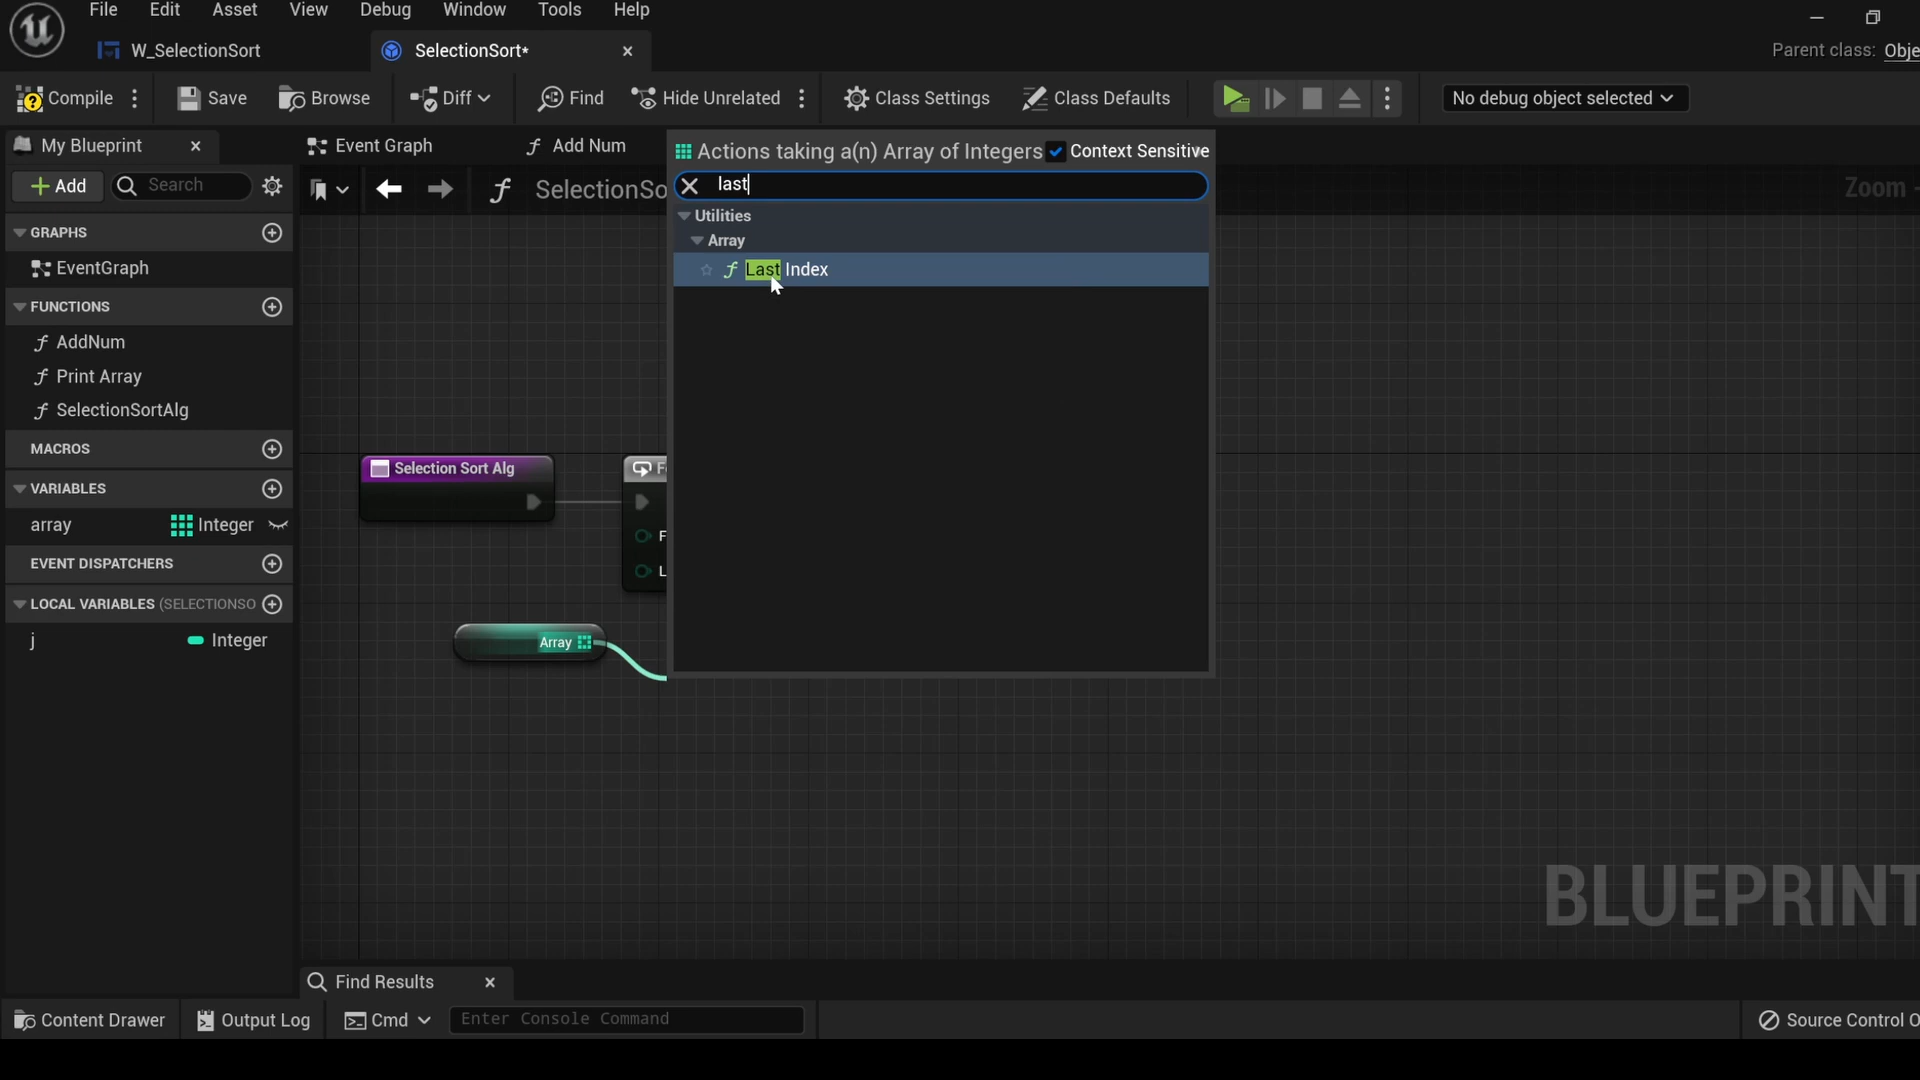 File Edit Asset View Debug Window Tools Help
W_SelectionSort SelectionSort*
Parent class: Obje
Compile Save Browse Diff Find Hide Unrelated Class Settings Class Defaults No debug object selected
My Blueprint Event Graph Add Num
Actions taking a(n) Array of Integers Context Sensitive
Add Search
SelectionSo
last
Zoom -
Utilities
Array
Last Index
GRAPHS
EventGraph
FUNCTIONS
AddNum
Print Array
SelectionSortAlg
MACROS
VARIABLES
array Integer
EVENT DISPATCHERS
LOCAL VARIABLES (SELECTIONSO
j Integer
Selection Sort Alg
F
F
L
Array
BLUEPRINT
Find Results
Content Drawer Output Log Cmd Enter Console Command
Source Control O